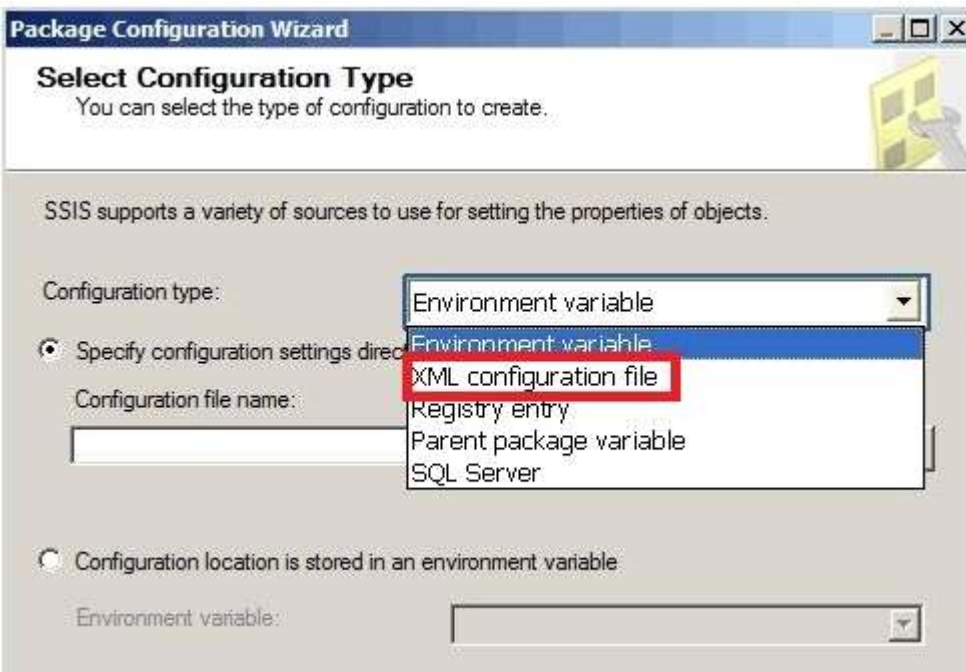 Package Configuration Wizard
Select Configuration Type
You can select the type of configuration to create.
SSIS supports a variety of sources to use for setting the properties of objects.
Configuration type:
Environment variable
Environment variable
Specify configuration settings direc
XML configuration file
Configuration file name:
Registry entry
Parent package variable
SQL Server
Configuration location is stored in an environment variable
Environment variable: